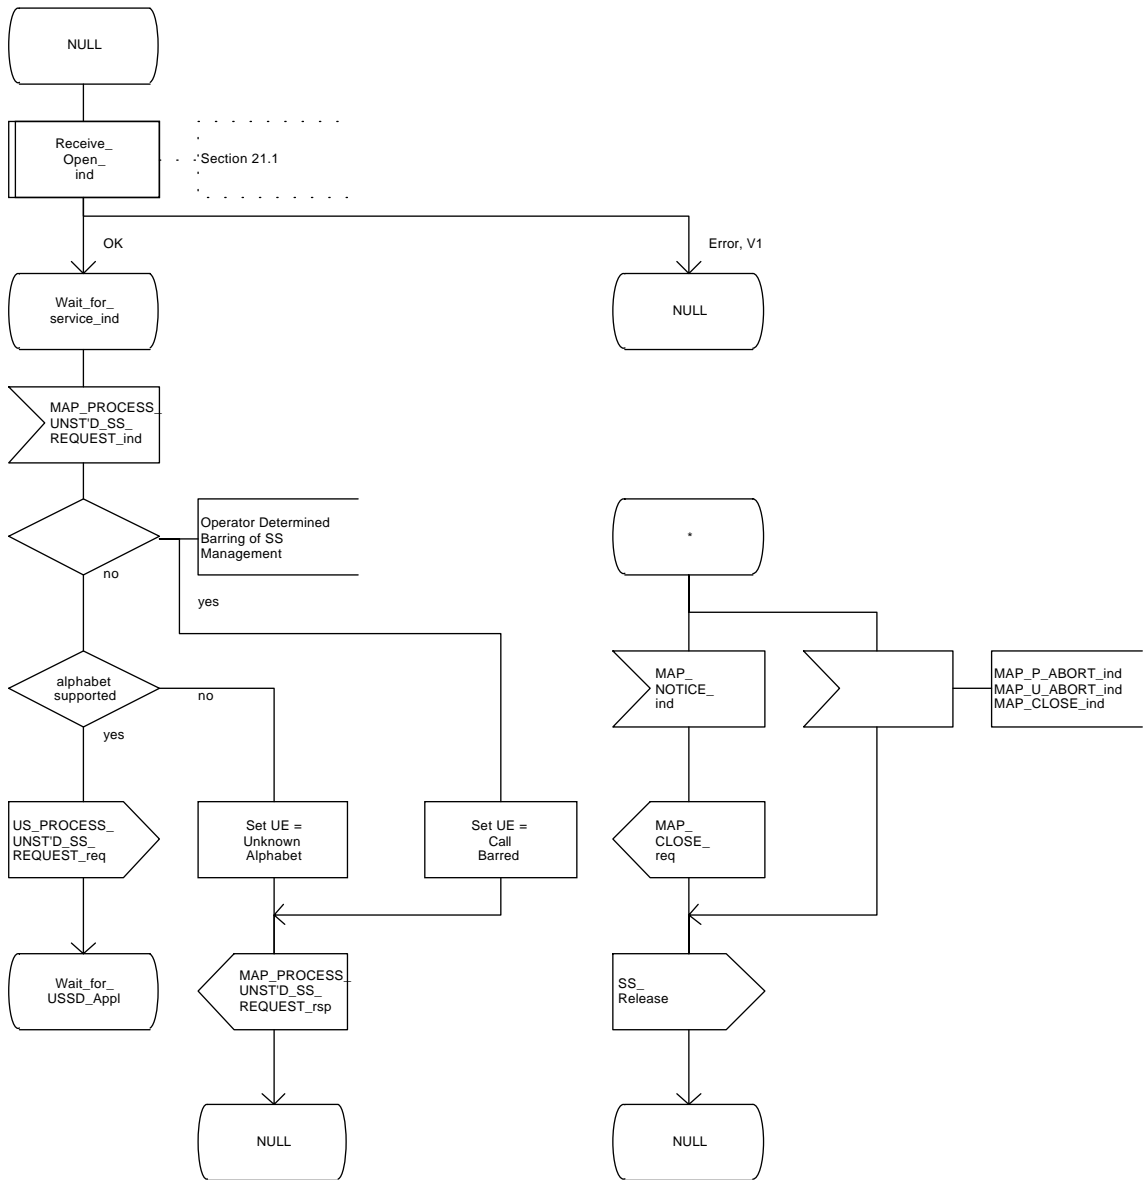 NULL
Receive_
Open_
ind
Section 21.1
OK
Error, V1
Wait_for_
service_ind
NULL
MAP_PROCESS_
UNST'D_SS_
REQUEST_ind
Operator Determined
Barring of SS
Management
*
no
yes
alphabet
supported
no
yes
MAP_
NOTICE_
ind
MAP_P_ABORT_ind
MAP_U_ABORT_ind
MAP_CLOSE_ind
US_PROCESS_
UNST'D_SS_
REQUEST_req
Set UE =
Unknown
Alphabet
Set UE =
Call
Barred
MAP_
CLOSE_
req
Wait_for_
USSD_Appl
MAP_PROCESS_
UNST'D_SS_
REQUEST_rsp
SS_
Release
NULL
NULL